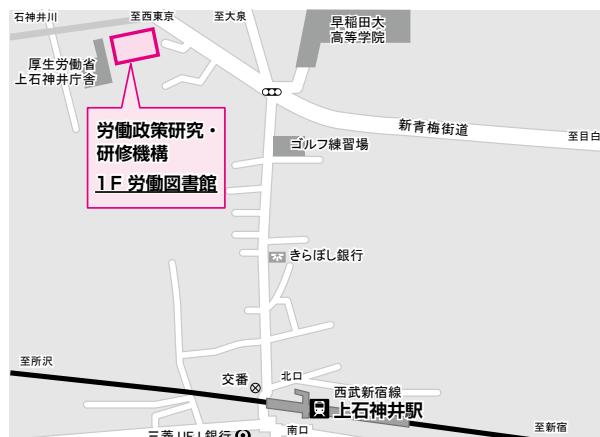 石神井川
至西東京
至大泉
早稲田大
高等学院
厚生労働省
上石神井庁舎
労働政策研究・
研修機構
1F 労働図書館
新青梅街道
至目白
ゴルフ練習場
きらぼし銀行
至所沢
交番
北口
西武新宿線
上石神井駅
至新宿
南口
三菱UFJ銀行